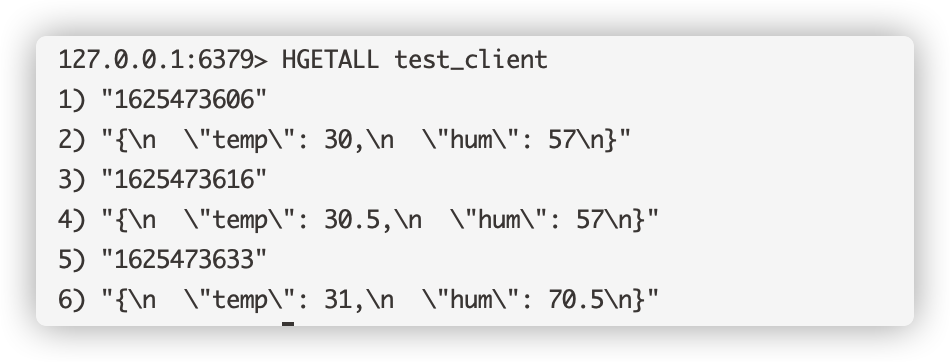 127.0.0.1:6379> HGETALL test_client
1) "1625473606"
2) "{\n  \"temp\": 30,\n  \"hum\": 57\n}"
3) "1625473616"
4) "{\n  \"temp\": 30.5,\n  \"hum\": 57\n}"
5) "1625473633"
6) "{\n  \"temp\": 31,\n  \"hum\": 70.5\n}"